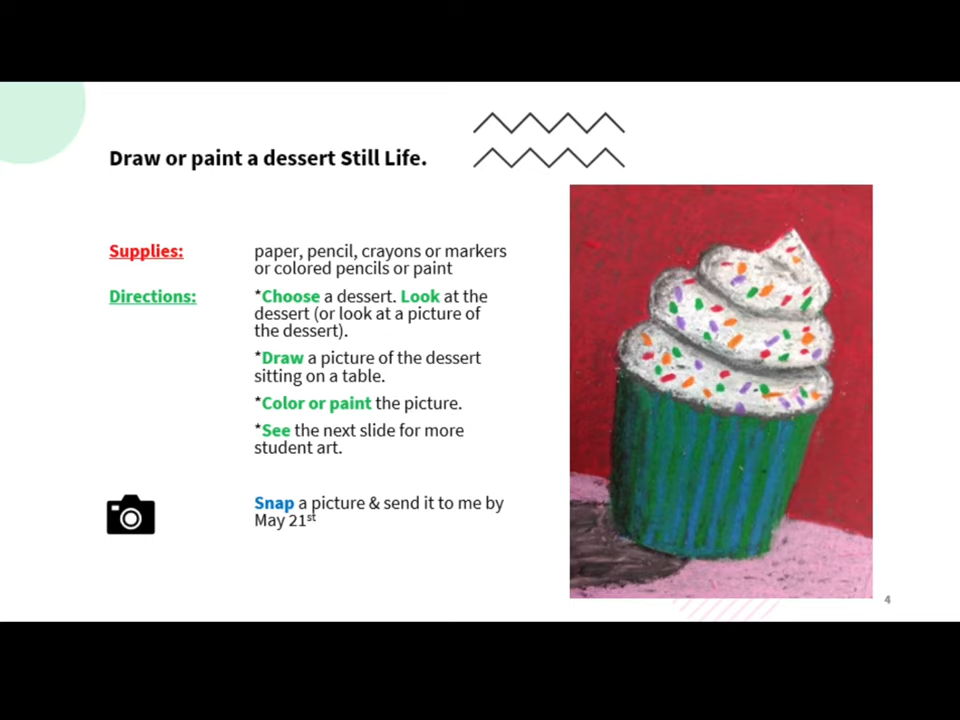 Draw or paint a dessert Still Life.
Supplies:
paper, pencil, crayons or markers
or colored pencils or paint
Directions:
*Choose a dessert. Look at the
dessert (or look at a picture of
the dessert).
*Draw a picture of the dessert
sitting on a table.
*Color or paint the picture.
*See the next slide for more
student art.
Snap a picture & send it to me by
May 21st
4